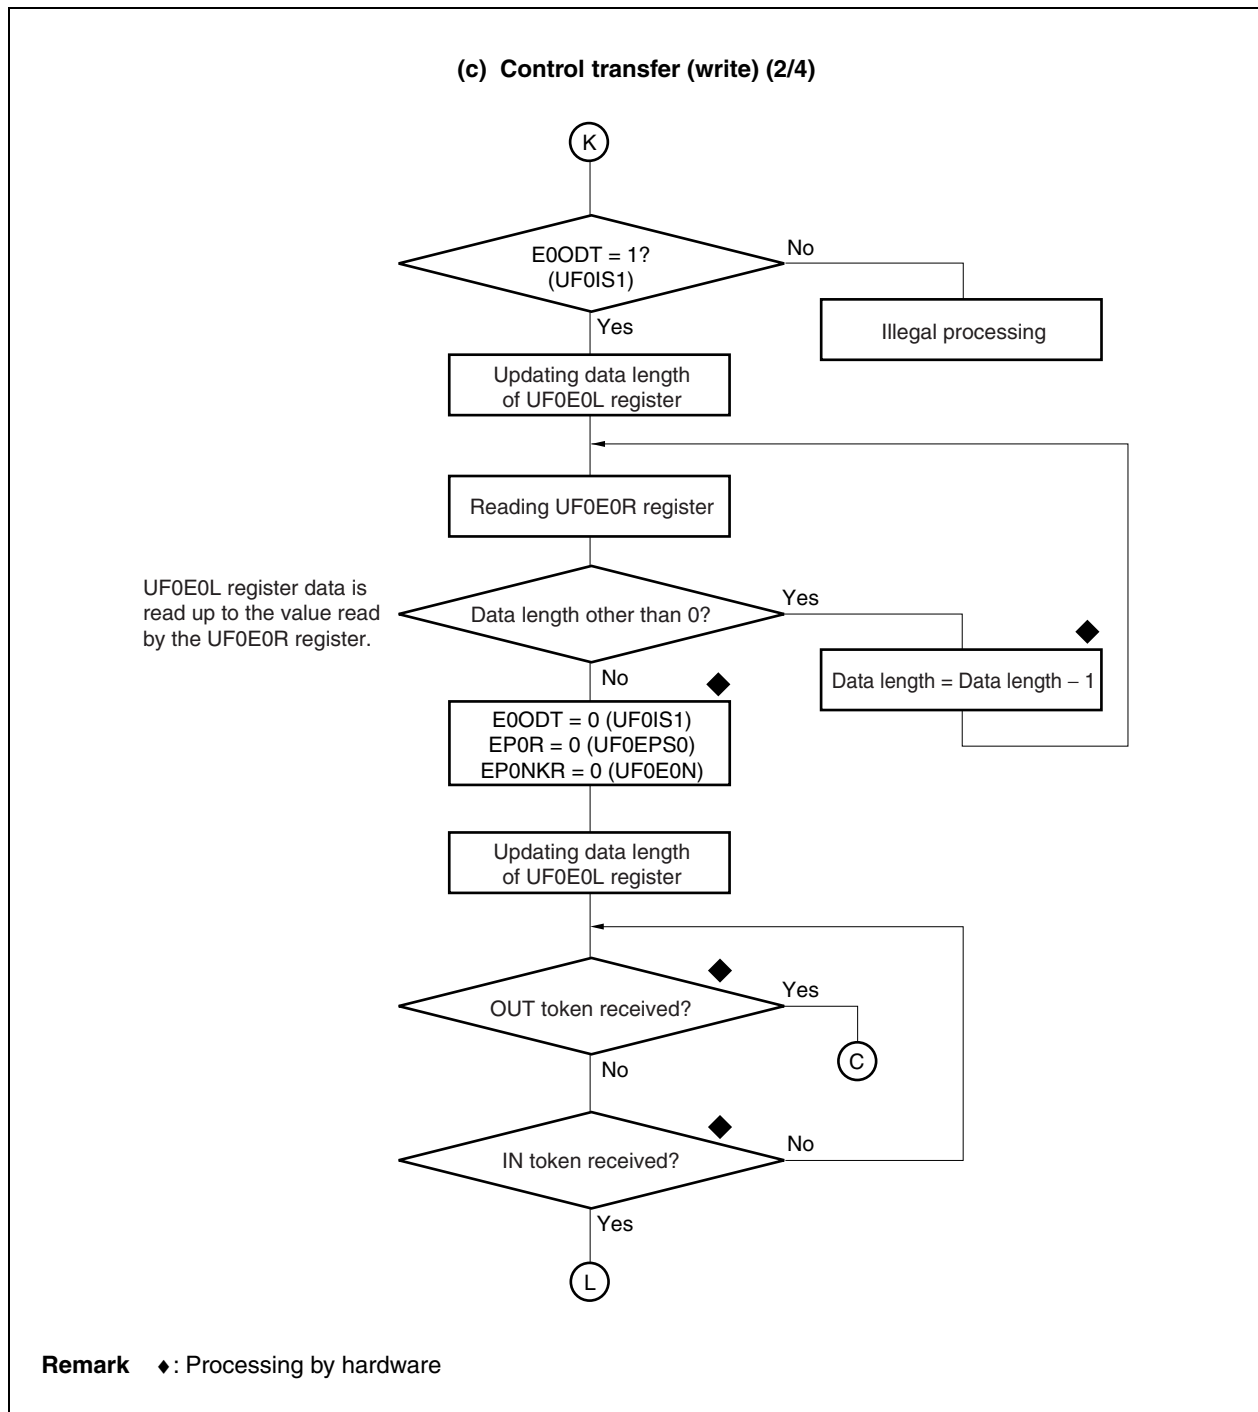 (c) Control transfer (write) (2/4)
K
E0ODT = 1?
(UF0IS1)
No
Illegal processing
Yes
Updating data length
of UF0E0L register
Reading UF0E0R register
UF0E0L register data is
read up to the value read
by the UF0E0R register.
Data length other than 0?
Yes
◆
Data length = Data length − 1
No
◆
E0ODT = 0 (UF0IS1)
EP0R = 0 (UF0EPS0)
EP0NKR = 0 (UF0E0N)
Updating data length
of UF0E0L register
◆
OUT token received?
Yes
C
No
◆
IN token received?
No
Yes
L
Remark ◆: Processing by hardware